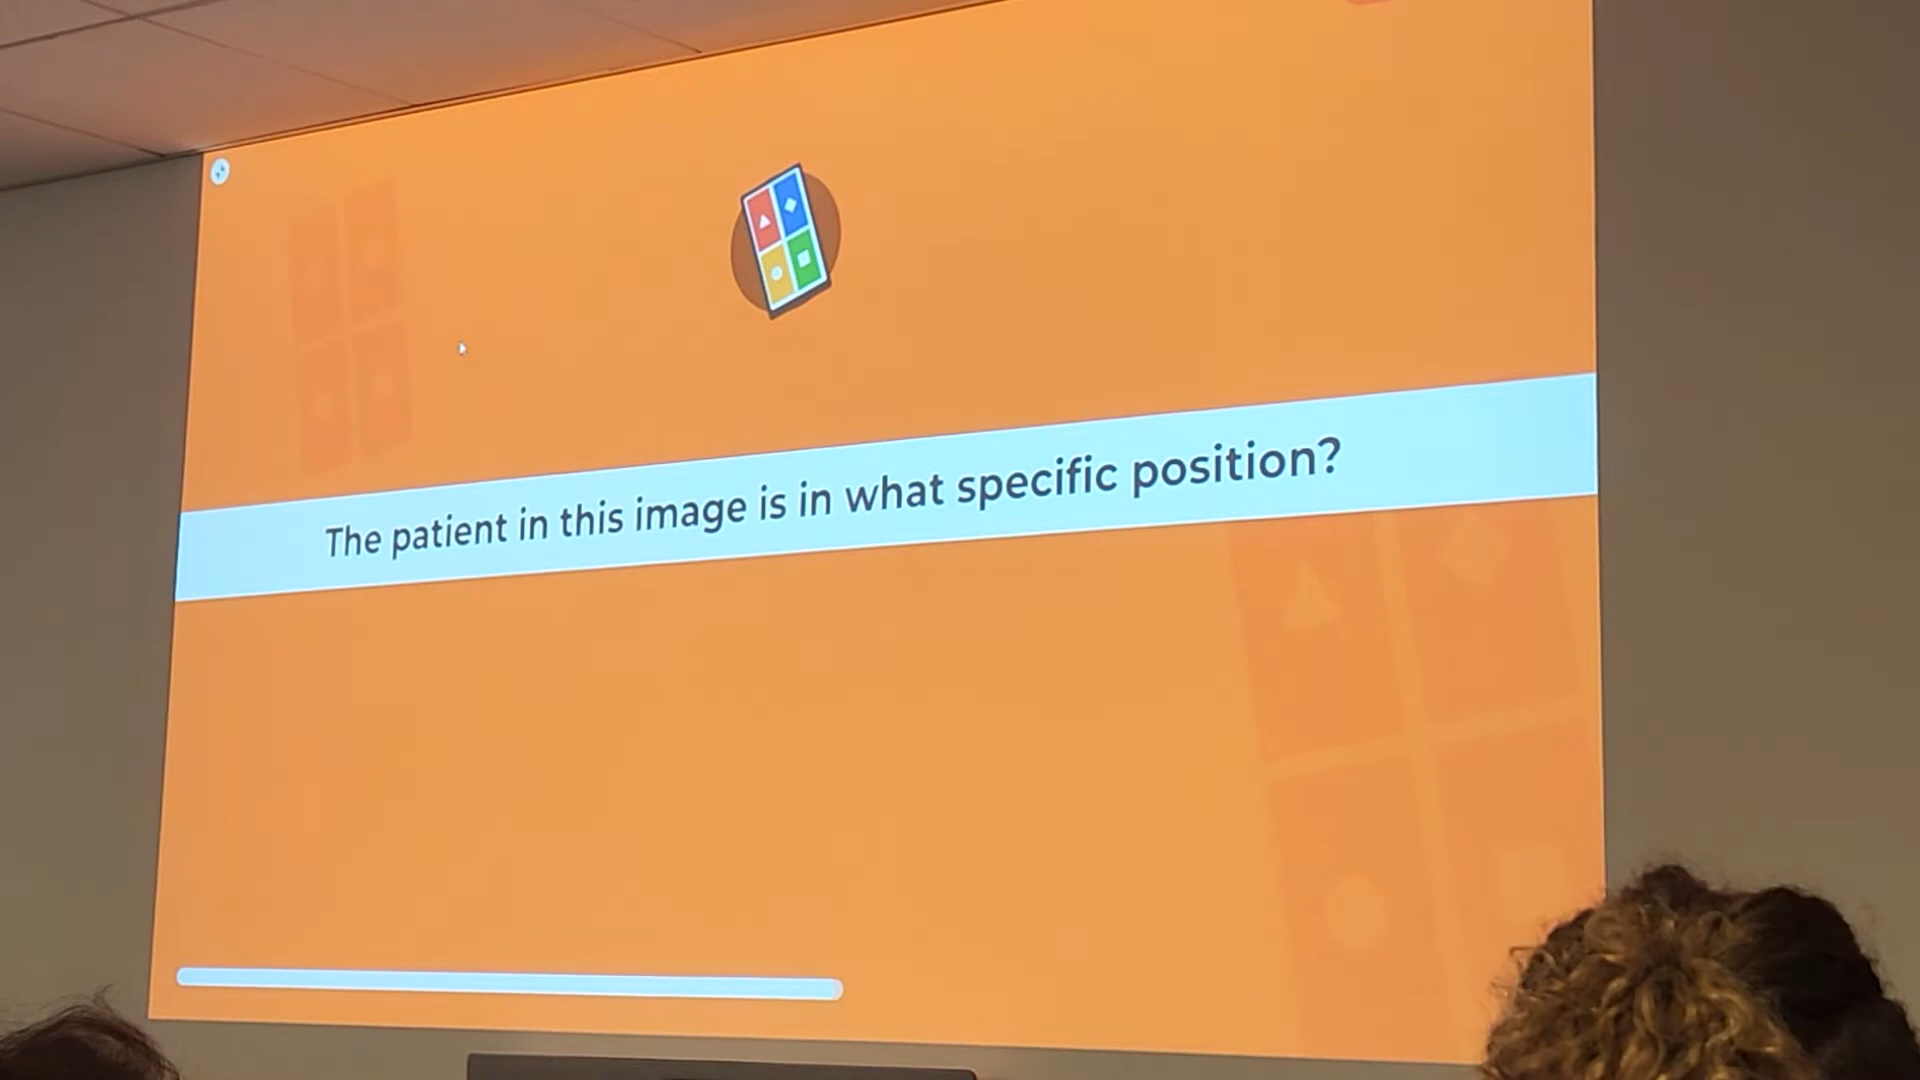 The patient in this image is in what specific position?